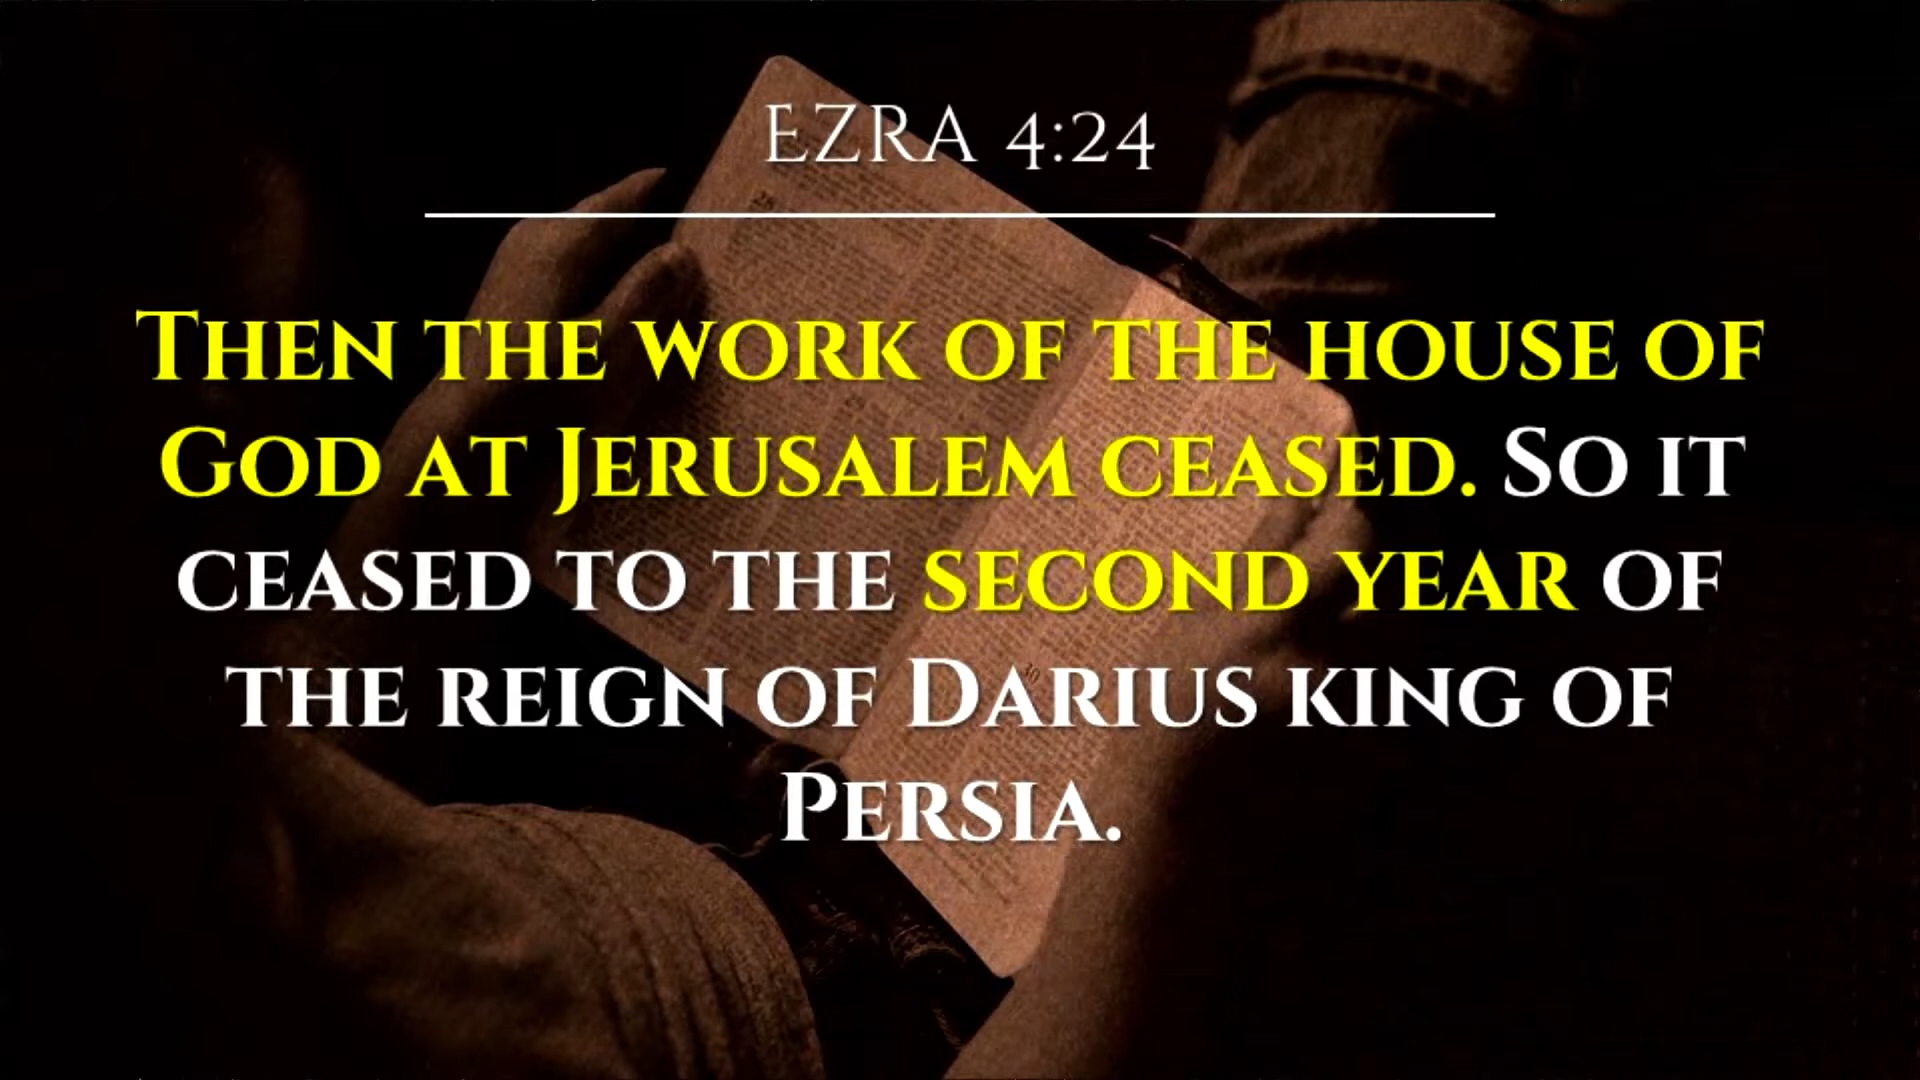 EZRA 4:24
Then the work of the house of
God at Jerusalem ceased. So it
ceased to the second year of
the reign of Darius king of
Persia.